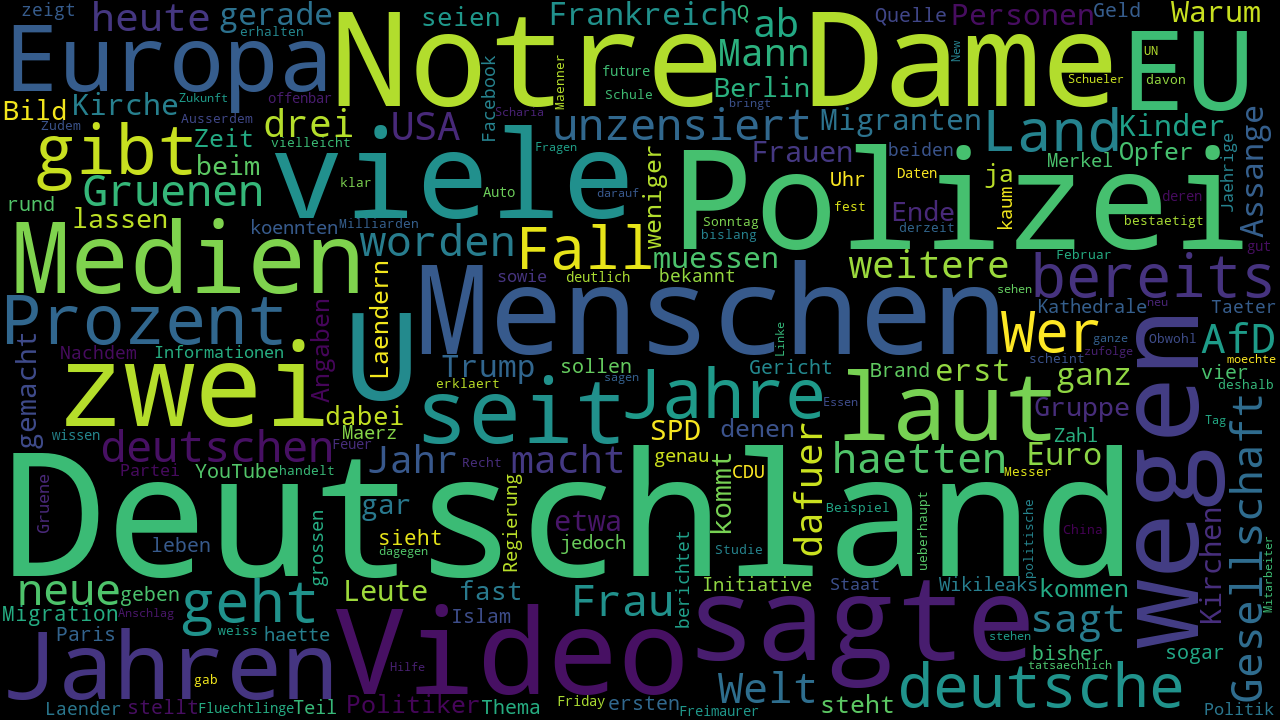 zeigt heute gerade seien Frankreich Q ab Quelle Personen Geld Warum
erhalten
Europa Notre Dame EU
Mann New UN
Facebook Maenner future Schueler davon
Bild Kirche Zukunft offenbar Schule Berlin
Scharia bringt
Zudem Ausserdem drei USA unzensiert Migranten Land Kinder Assange
gibt Zeit vielleicht viele Fragen Frauen beiden Merkel Opfer Jaehrige
beim weniger Polizei
Gruenen klar Auto darauf Uhr Daten ja deren
rund lassen Sonntag fest Ende kaum bestaetigt
koennten Milliarden bislang derzeit
Medien worden Fall muessen weitere Februar gut
Laendern sowie deutlich bekannt sehen bereits
Prozent Angaben U Menschen Kathedrale neu Taeter
gemacht Linke Wer ganze Obwohl AfD
Nachdem Informationen Trump sollen Gericht scheint zufolge moechte
zwei erklaert sagen Brand erst ganz vier deshalb
dabei seit Jahre Essen laut Gruppe Wegen Tag Gesellschaft
wissen deutschen Maerz Feuer SPD denen Zahl
Partei YouTube handelt Jahr Recht macht genau CDU dafuer haetten Euro
Gruene kommt Messer
Deutschland
gar Regierung etwa Beispiel ueberhaupt politische China
leben grossen sieht dagegen jedoch Studie Kirchen Mitarbeiter
neue geben geht Leute fast Frau berichtet Initiative Staat Wikileaks kommen
Migration Anschlag Islam sagte sagt
Paris weiss haette Video stehen
Jahren gab Hilfe bisher sogar
tatsaechlich
Laender stellt Fluechtlinge Teil Politiker Thema Friday ersten Welt steht deutsche Politik
Freimaurer